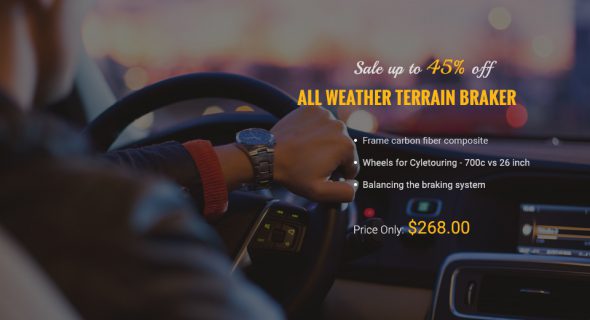 Sale up to 45% off
ALL WEATHER TERRAIN BRAKER
Frame carbon fiber composite
Wheels for Cyletouring - 700c vs 26 inch
Balancing the braking system
Price Only: $268.00